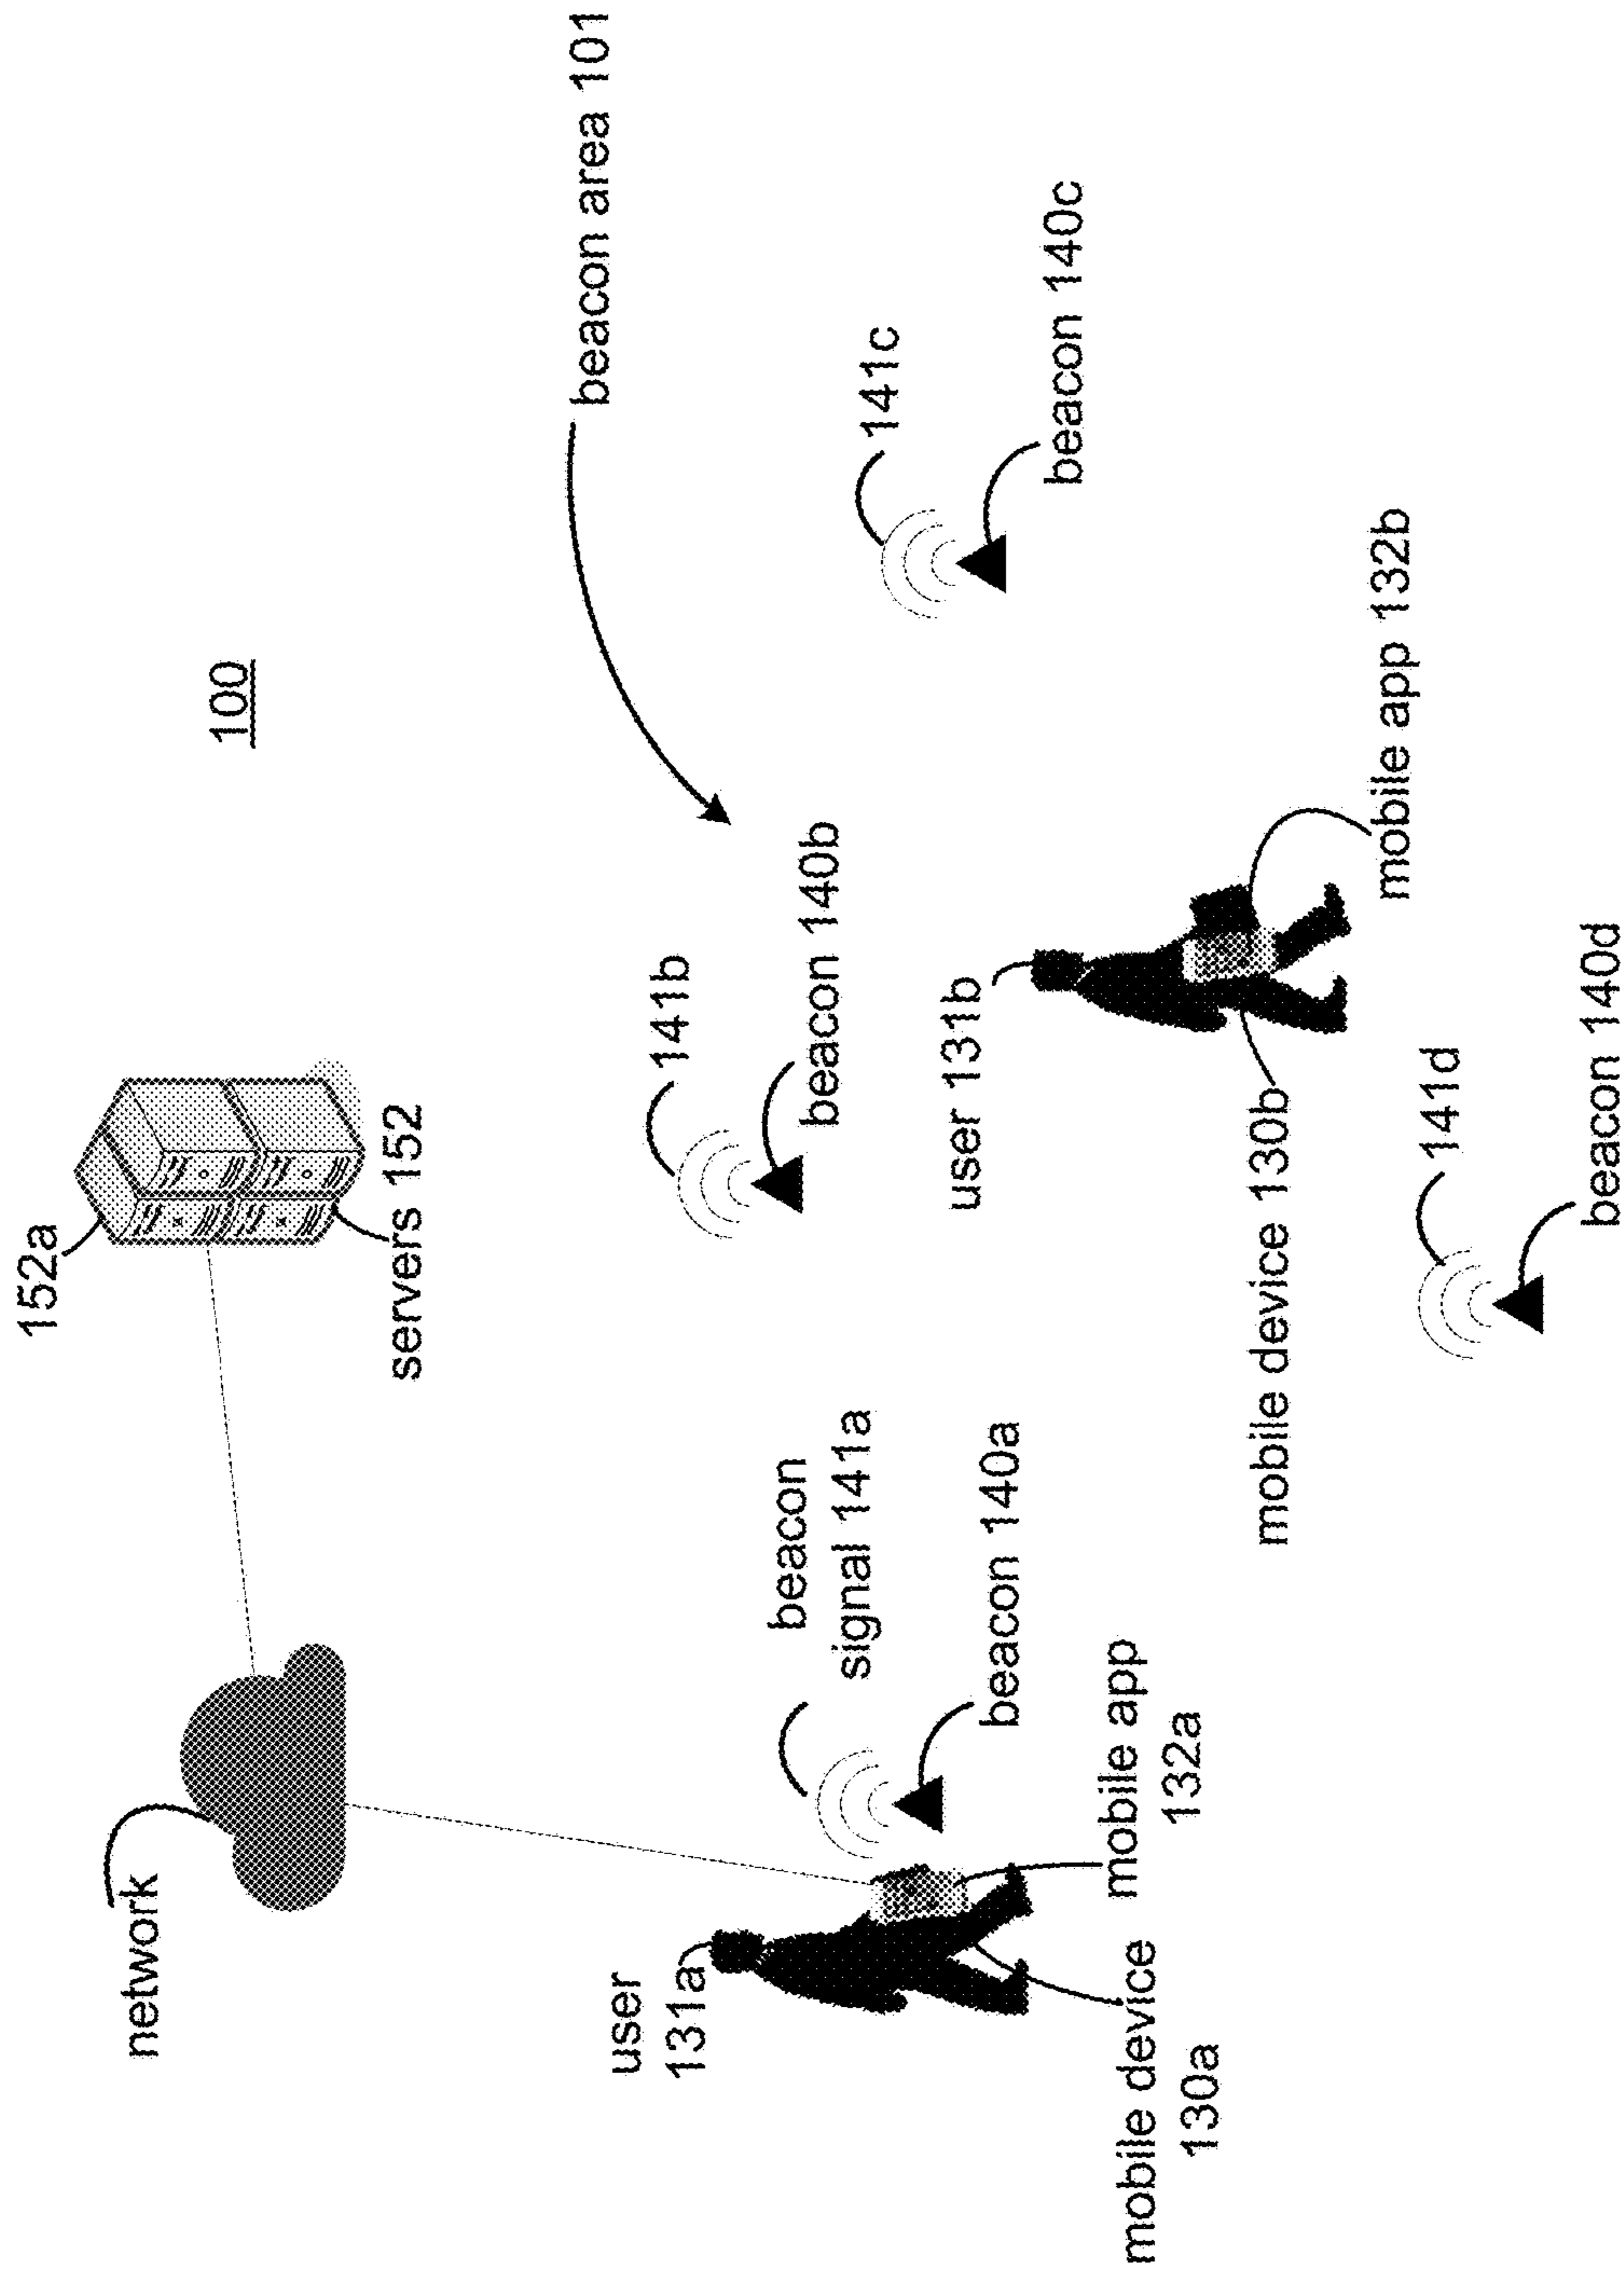 100
152a
servers 152
network
beacon area 101
141b
beacon 140b
141c
beacon 140c
user
131a
beacon
signal 141a
beacon 140a
mobile device
130a
mobile app
132a
user 131b
mobile device 130b
mobile app 132b
141d
beacon 140d